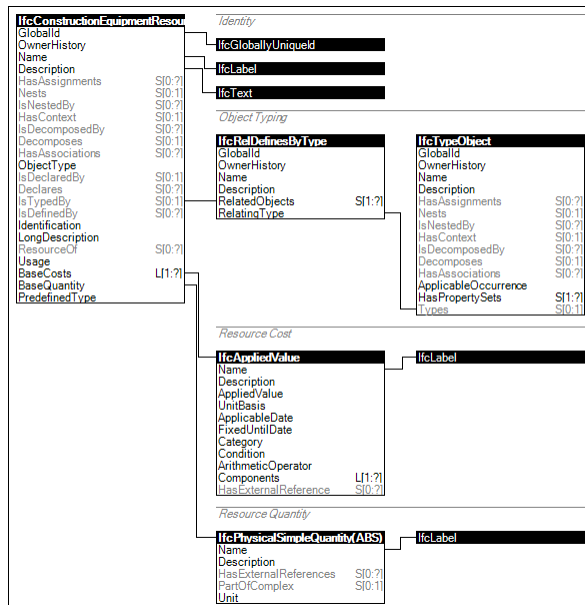 IfcConstructionEquipmentResou
GlobalId
OwnerHistory
Name
Description
HasAssignments S[0:?]
Nests S[0:1]
IsNestedBy S[0:?]
HasContext S[0:1]
IsDecomposedBy S[0:?]
Decomposes S[0:1]
HasAssociations S[0:?]
ObjectType
IsDeclaredBy S[0:1]
Declares S[0:?]
IsTypedBy S[0:1]
IsDefinedBy S[0:?]
Identification
LongDescription
ResourceOf S[0:?]
Usage
BaseCosts L[1:?]
BaseQuantity
PredefinedType
Identity
IfcGloballyUniqueId
IfcLabel
IfcText
Object Typing
IfcRelDefinesByType
GlobalId
OwnerHistory
Name
Description
RelatedObjects S[1:?]
RelatingType
IfcTypeObject
GlobalId
OwnerHistory
Name
Description
HasAssignments S[0:?]
Nests S[0:1]
IsNestedBy S[0:?]
HasContext S[0:1]
IsDecomposedBy S[0:?]
Decomposes S[0:1]
HasAssociations S[0:?]
ApplicableOccurrence
HasPropertySets S[1:?]
Types S[0:1]
Resource Cost
IfcAppliedValue
Name
Description
AppliedValue
UnitBasis
ApplicableDate
FixedUntilDate
Category
Condition
ArithmeticOperator
Components L[1:?]
HasExternalReference S[0:?]
IfcLabel
Resource Quantity
IfcPhysicalSimpleQuantity(ABS)
Name
Description
HasExternalReferences S[0:?]
PartOfComplex S[0:1]
Unit
IfcLabel